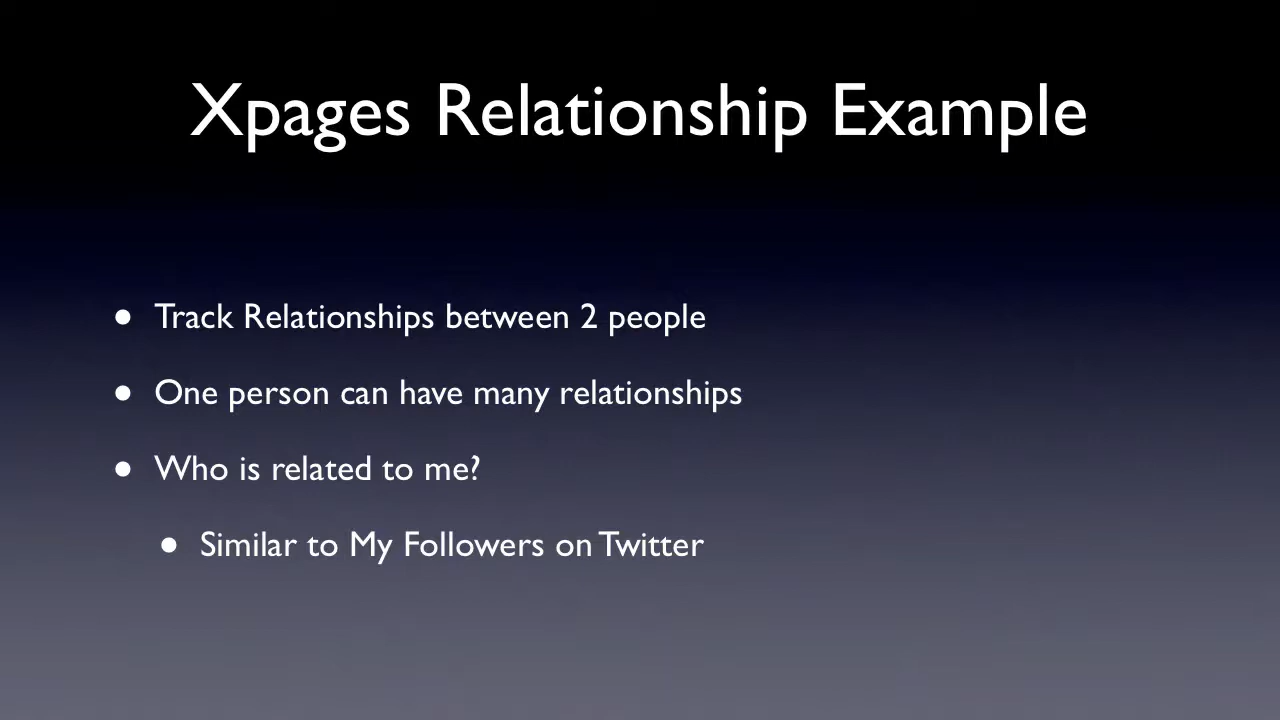 Xpages Relationship Example
• Track Relationships between 2 people
• One person can have many relationships
• Who is related to me?
• Similar to My Followers on Twitter